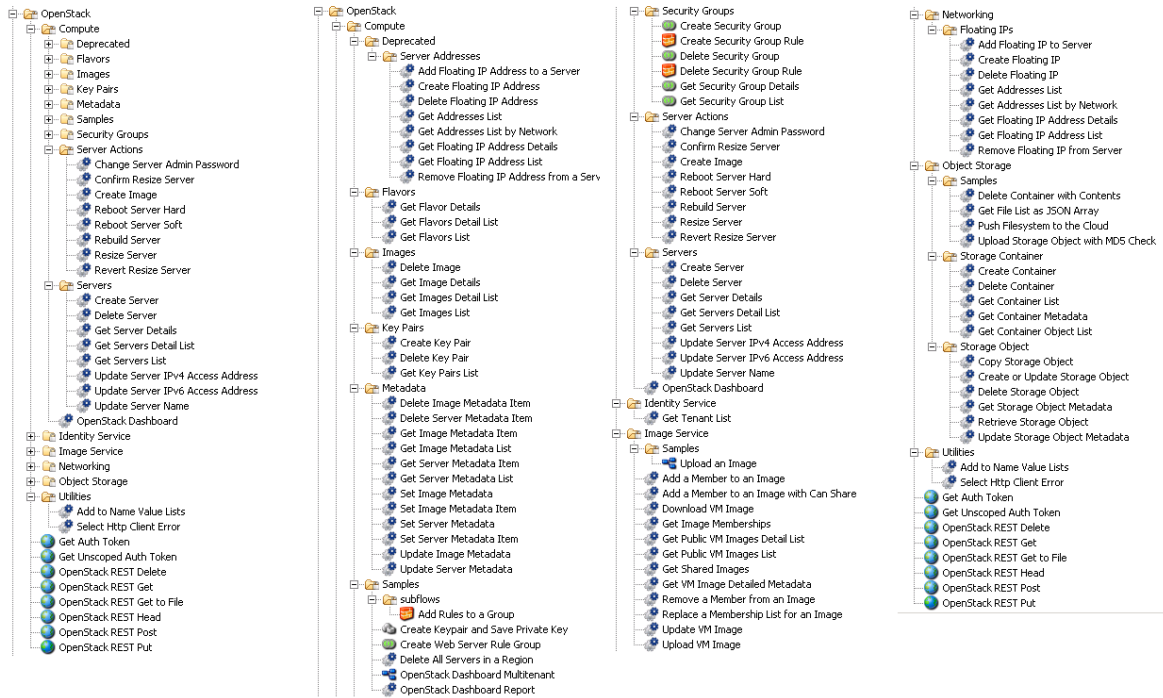 OpenStack
Compute
Deprecated
Flavors
Images
Key Pairs
Metadata
Samples
Security Groups
Server Actions
Change Server Admin Password
Confirm Resize Server
Create Image
Reboot Server Hard
Reboot Server Soft
Rebuild Server
Resize Server
Revert Resize Server
Servers
Create Server
Delete Server
Get Server Details
Get Servers Detail List
Get Servers List
Update Server IPv4 Access Address
Update Server IPv6 Access Address
Update Server Name
OpenStack Dashboard
Identity Service
Image Service
Networking
Object Storage
Utilities
Add to Name Value Lists
Select Http Client Error
Get Auth Token
Get Unscoped Auth Token
OpenStack REST Delete
OpenStack REST Get
OpenStack REST Get to File
OpenStack REST Head
OpenStack REST Post
OpenStack REST Put
OpenStack
Compute
Deprecated
Server Addresses
Add Floating IP Address to a Server
Create Floating IP Address
Delete Floating IP Address
Get Addresses List
Get Addresses List by Network
Get Floating IP Address Details
Get Floating IP Address List
Remove Floating IP Address from a Serv
Flavors
Get Flavor Details
Get Flavors Detail List
Get Flavors List
Images
Delete Image
Get Image Details
Get Images Detail List
Get Images List
Key Pairs
Create Key Pair
Delete Key Pair
Get Key Pairs List
Metadata
Delete Image Metadata Item
Delete Server Metadata Item
Get Image Metadata Item
Get Image Metadata List
Get Server Metadata Item
Get Server Metadata List
Set Image Metadata
Set Image Metadata Item
Set Server Metadata
Set Server Metadata Item
Update Image Metadata
Update Server Metadata
Samples
subflows
Add Rules to a Group
Create Keypair and Save Private Key
Create Web Server Rule Group
Delete All Servers in a Region
OpenStack Dashboard Multitenant
OpenStack Dashboard Report
Security Groups
Create Security Group
Create Security Group Rule
Delete Security Group
Delete Security Group Rule
Get Security Group Details
Get Security Group List
Server Actions
Change Server Admin Password
Confirm Resize Server
Create Image
Reboot Server Hard
Reboot Server Soft
Rebuild Server
Resize Server
Revert Resize Server
Servers
Create Server
Delete Server
Get Server Details
Get Servers Detail List
Get Servers List
Update Server IPv4 Access Address
Update Server IPv6 Access Address
Update Server Name
OpenStack Dashboard
Identity Service
Get Tenant List
Image Service
Samples
Upload an Image
Add a Member to an Image
Add a Member to an Image with Can Share
Download VM Image
Get Image Memberships
Get Public VM Images Detail List
Get Public VM Images List
Get Shared Images
Get VM Image Detailed Metadata
Remove a Member from an Image
Replace a Membership List for an Image
Update VM Image
Upload VM Image
Networking
Floating IPs
Add Floating IP to Server
Create Floating IP
Delete Floating IP
Get Addresses List
Get Addresses List by Network
Get Floating IP Address Details
Get Floating IP Address List
Remove Floating IP from Server
Object Storage
Samples
Delete Container with Contents
Get File List as JSON Array
Push Filesystem to the Cloud
Upload Storage Object with MD5 Check
Storage Container
Create Container
Delete Container
Get Container List
Get Container Metadata
Get Container Object List
Storage Object
Copy Storage Object
Create or Update Storage Object
Delete Storage Object
Get Storage Object Metadata
Retrieve Storage Object
Update Storage Object Metadata
Utilities
Add to Name Value Lists
Select Http Client Error
Get Auth Token
Get Unscoped Auth Token
OpenStack REST Delete
OpenStack REST Get
OpenStack REST Get to File
OpenStack REST Head
OpenStack REST Post
OpenStack REST Put